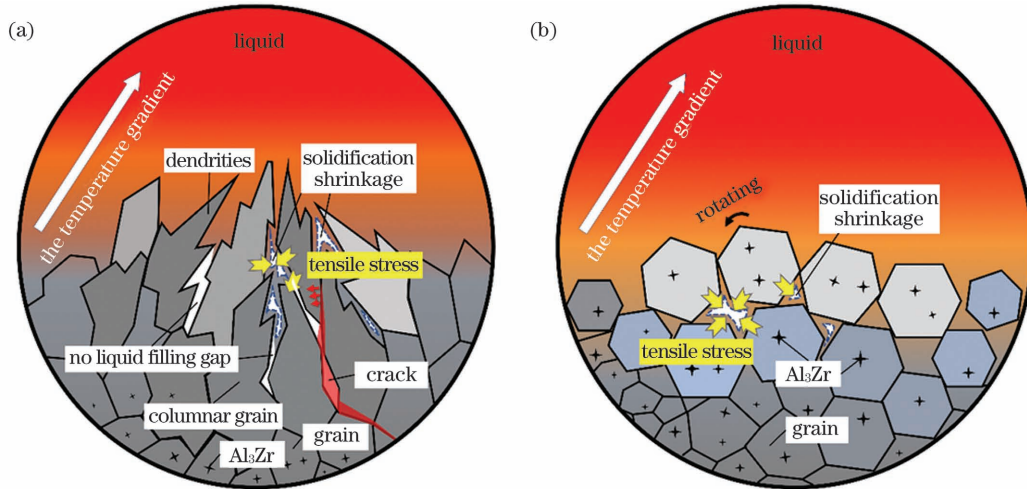 (a)
liquid
the temperature gradient
dendrities
solidification
shrinkage
tensile stress
no liquid filling gap
crack
columnar grain
grain
Al₃Zr
(b)
liquid
the temperature gradient
rotating
solidification
shrinkage
tensile stress
Al₃Zr
grain